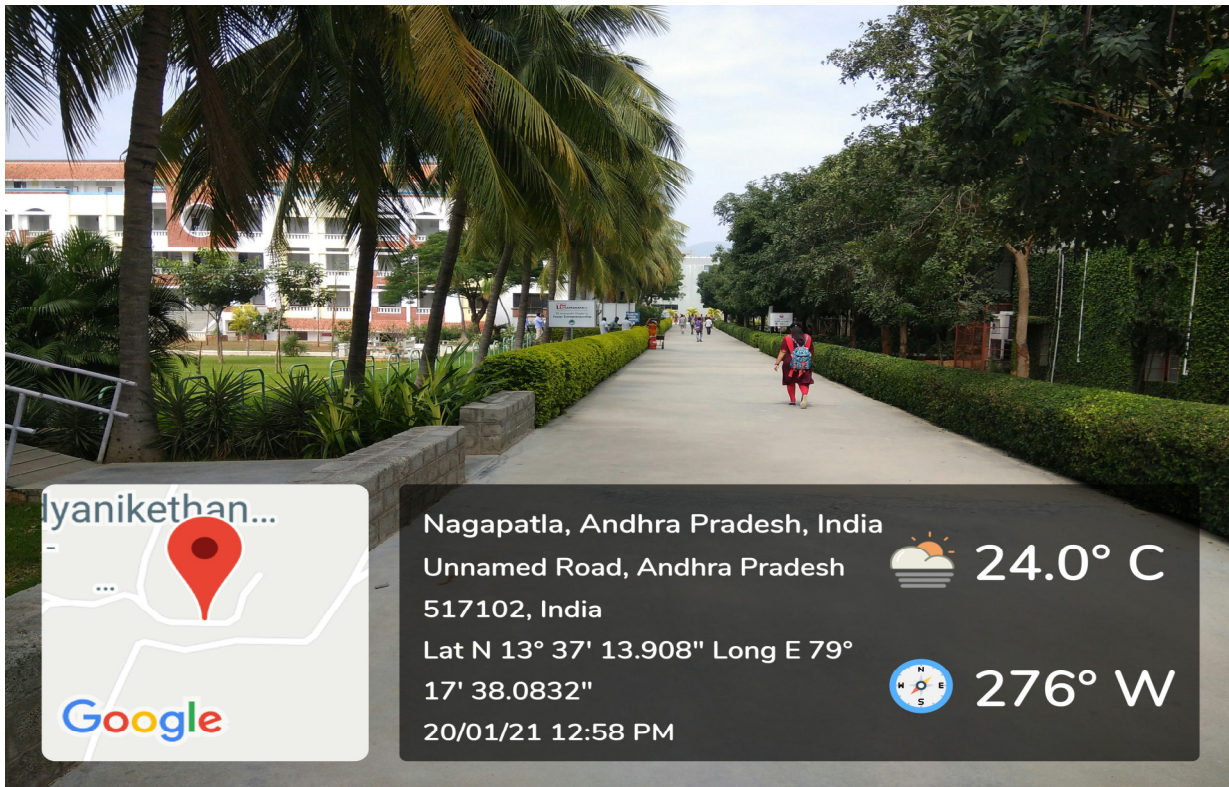 lyanikethan...
Google
Nagapatla, Andhra Pradesh, India
Unnamed Road, Andhra Pradesh
517102, India
Lat N 13° 37' 13.908" Long E 79°
17' 38.0832"
20/01/21 12:58 PM
24.0° C
N
E
S
W
276° W